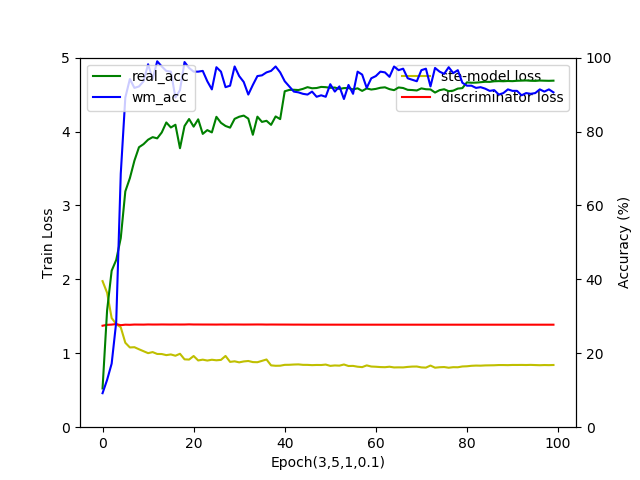 real_acc
wm_acc
ste-model loss
discriminator loss
5
4
3
2
1
0
Train Loss
100
80
60
40
20
0
Accuracy (%)
0 20 40 60 80 100
Epoch(3,5,1,0.1)